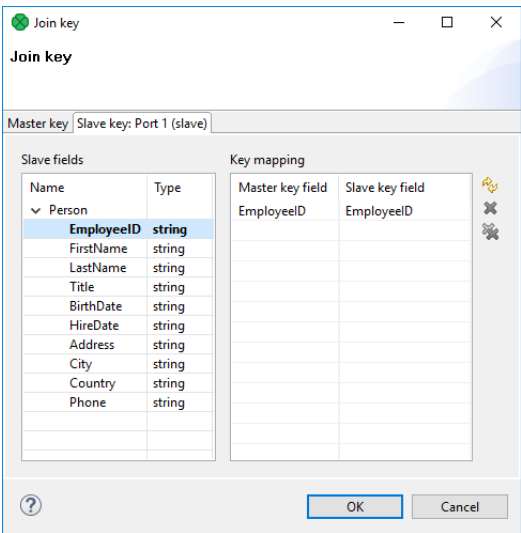 Join key
Join key
Master key Slave key: Port 1 (slave)
Slave fields Key mapping
Name Type Master key field Slave key field
Person EmployeeID EmployeeID
EmployeeID string
FirstName string
LastName string
Title string
BirthDate string
HireDate string
Address string
City string
Country string
Phone string
? OK Cancel